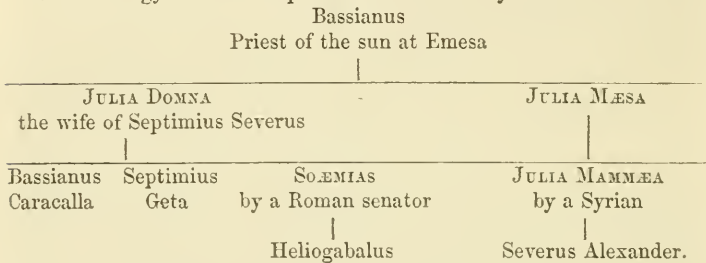 Bassianus
Priest of the sun at Emesa
JULIA DOMNA JULIA MÆSA
the wife of Septimius Severus
Bassianus Septimius SOÆMIAS JULIA MAMMÆA
Caracalla Geta by a Roman senator by a Syrian
Heliogabalus Severus Alexander.